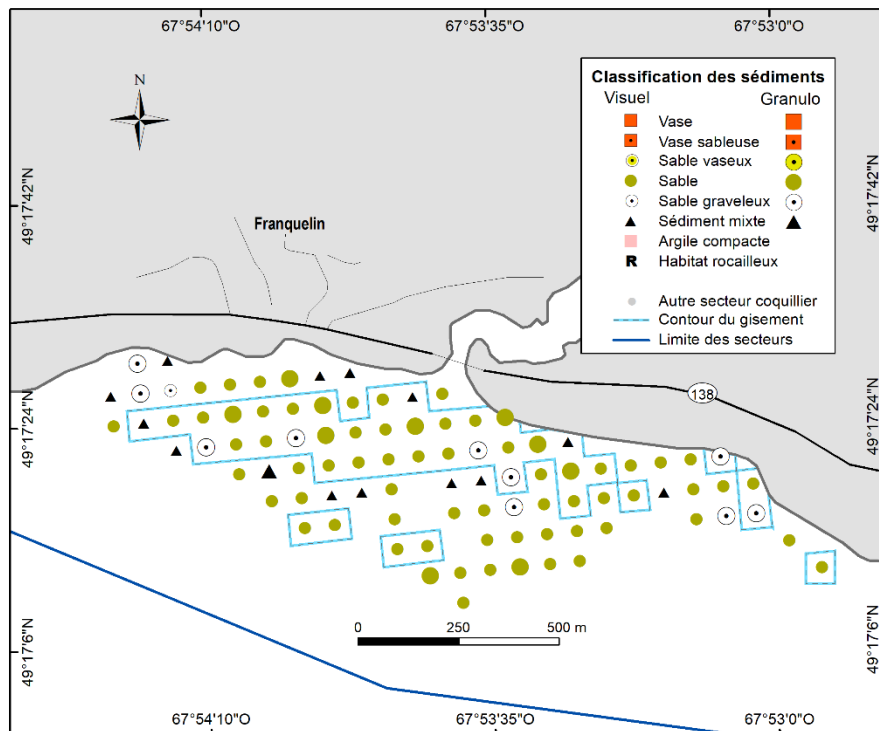 67°54'10"O
67°53'35"O
67°53'0"O
N
Classification des sédiments
Visuel Granulo
Vase
Vase sableuse
Sable vaseux
Sable
Sable graveleux
Sédiment mixte
Argile compacte
R Habitat rocailleux
Autre secteur coquillier
Contour du gisement
Limite des secteurs
49°17'42"N
49°17'42"N
Franquelin
138
49°17'24"N
49°17'24"N
0 250 500 m
49°17'6"N
49°17'6"N
67°54'10"O
67°53'35"O
67°53'0"O